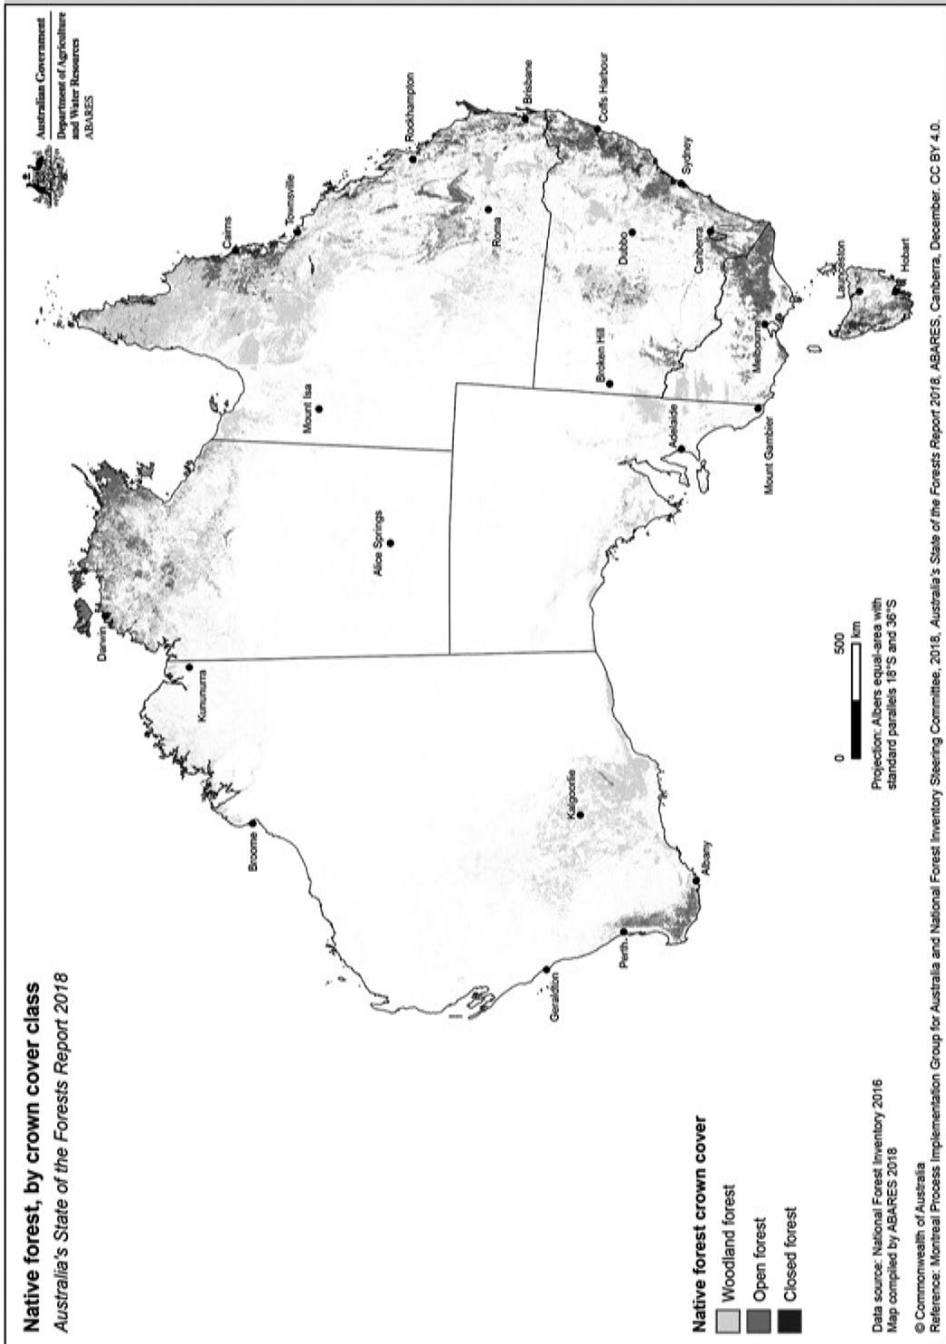 Native forest, by crown cover class
Australia's State of the Forests Report 2018
Australian Government
Department of Agriculture
and Water Resources
ABARES
Darwin
Kununurra
Broome
Cairns
Townsville
Mount Isa
Rockhampton
Alice Springs
Roma
Brisbane
Geraldton
Kalgoorlie
Perth
Albany
Broken Hill
Dubbo
Coffs Harbour
Sydney
Adelaide
Canberra
Mount Gambier
Melbourne
Launceston
Hobart
Native forest crown cover
Woodland forest
Open forest
Closed forest
0 500
km
Projection: Albers equal-area with
standard parallels 18°S and 36°S
Data source: National Forest Inventory 2016
Map compiled by ABARES 2018
© Commonwealth of Australia
Reference: Montreal Process Implementation Group for Australia and National Forest Inventory Steering Committee, 2018, Australia's State of the Forests Report 2018, ABARES, Canberra, December. CC BY 4.0.